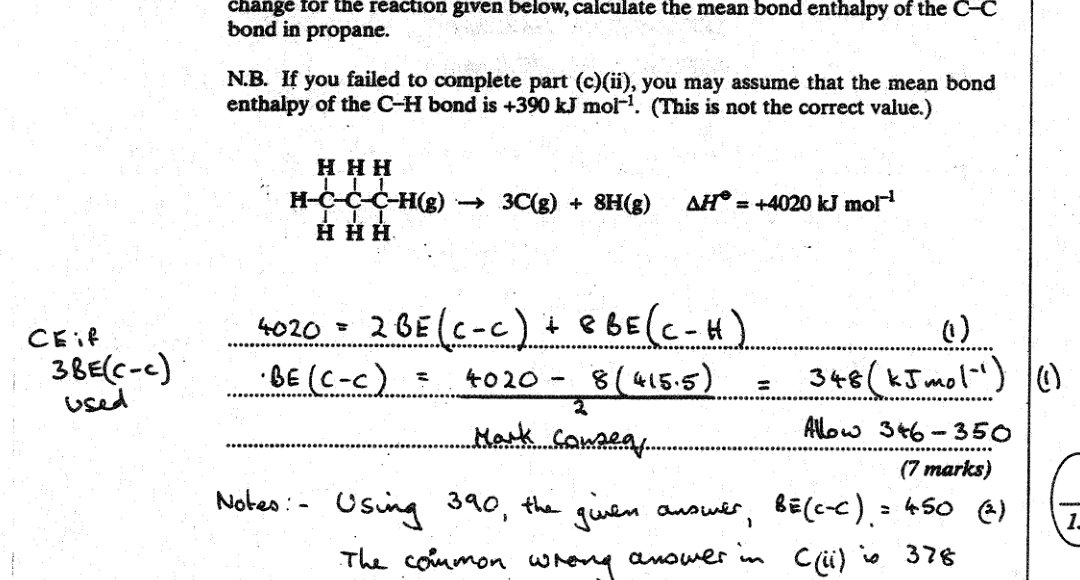 change for the reaction given below, calculate the mean bond enthalpy of the C–C
bond in propane.
N.B. If you failed to complete part (c)(ii), you may assume that the mean bond
enthalpy of the C–H bond is +390 kJ mol⁻¹. (This is not the correct value.)
H H H
H–C–C–C–H(g) → 3C(g) + 8H(g) ΔH⦵ = +4020 kJ mol⁻¹
H H H
4020 = 2BE(C-C) + 8BE(C-H) (1)
CE if
3BE(C-C)
used
BE(C-C) = 4020 - 8(415.5) = 348(kJmol⁻¹) (1)
2
Mark conseq. Allow 346 - 350
(7 marks)
Notes:- Using 390, the given answer, BE(C-C) = 450 (2)
The common wrong answer in C(ii) is 378